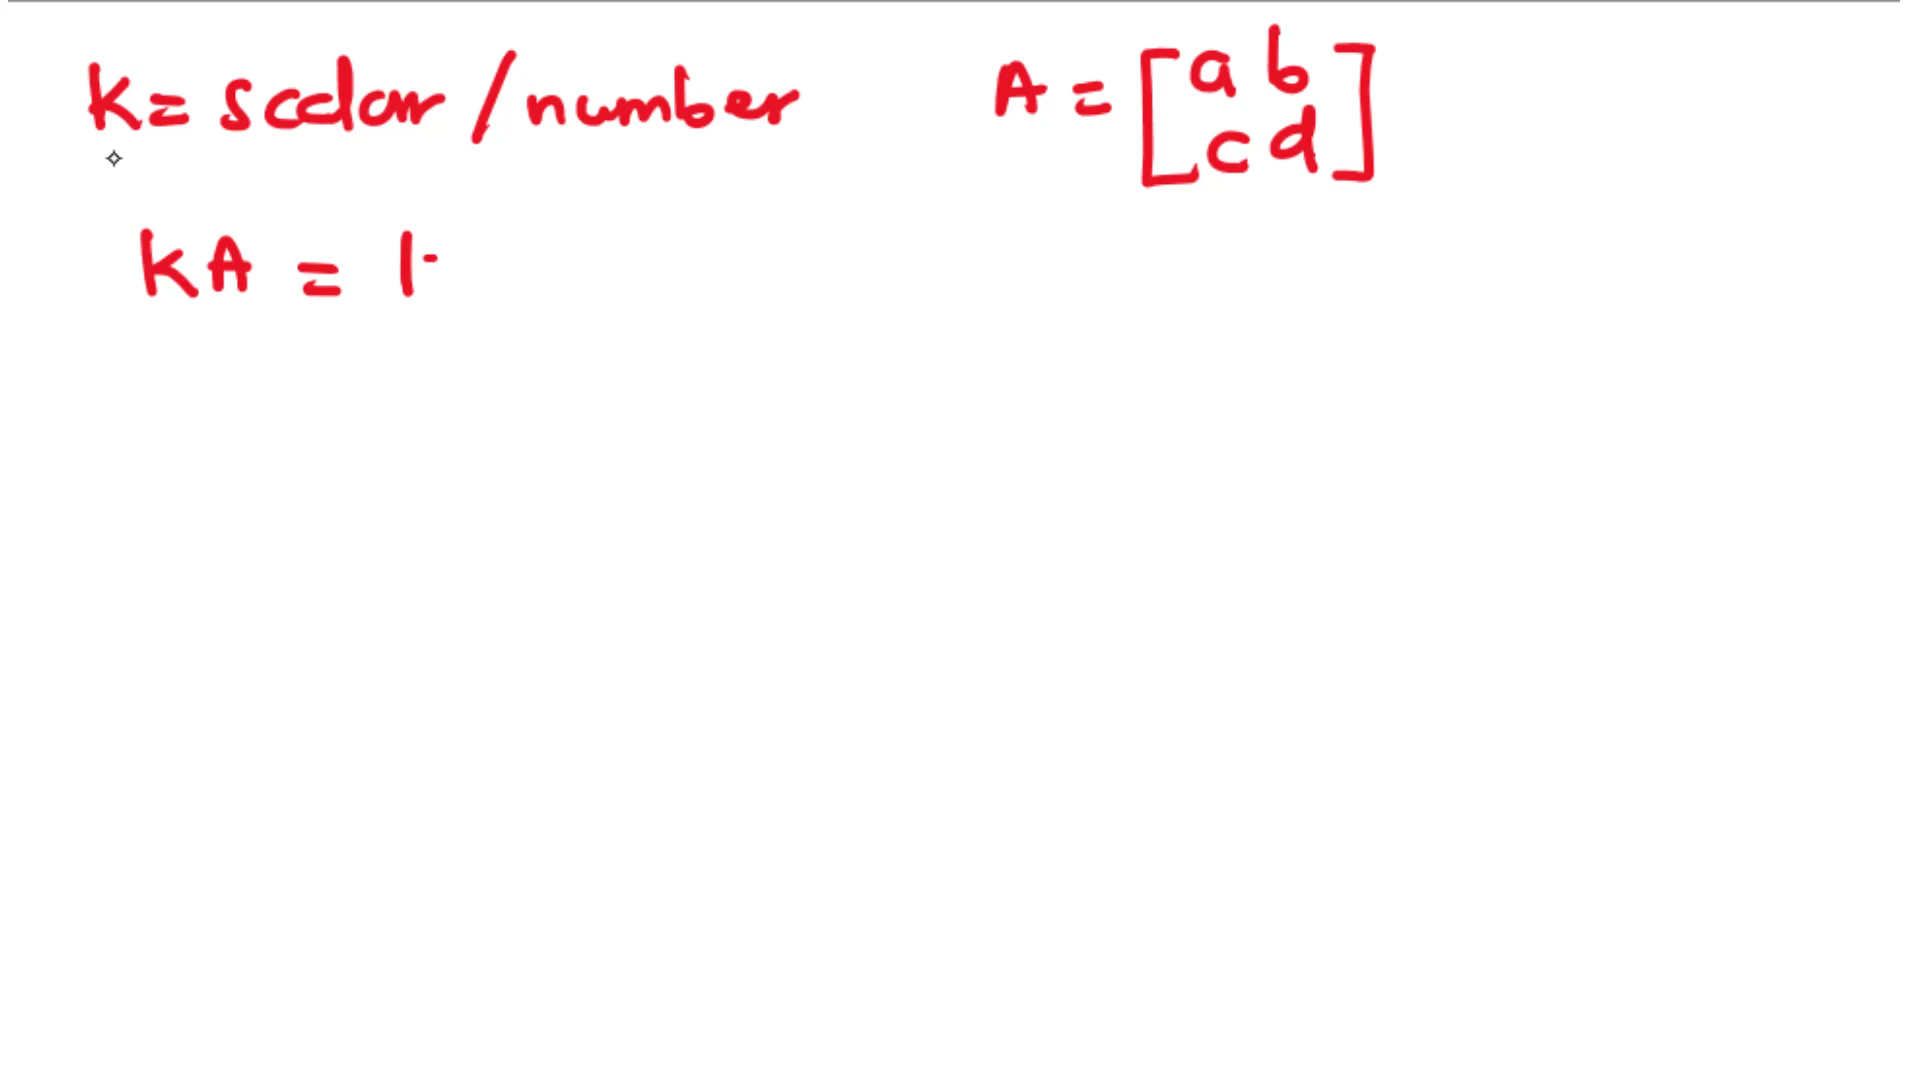 K = scalar / number
A = [a b
c d]
KA =